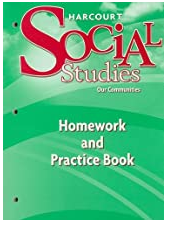 HARCOURT
Social
Studies
Our Communities
Homework
and
Practice Book